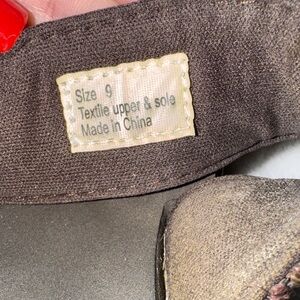 Size 9
Textile upper & sole
Made in China